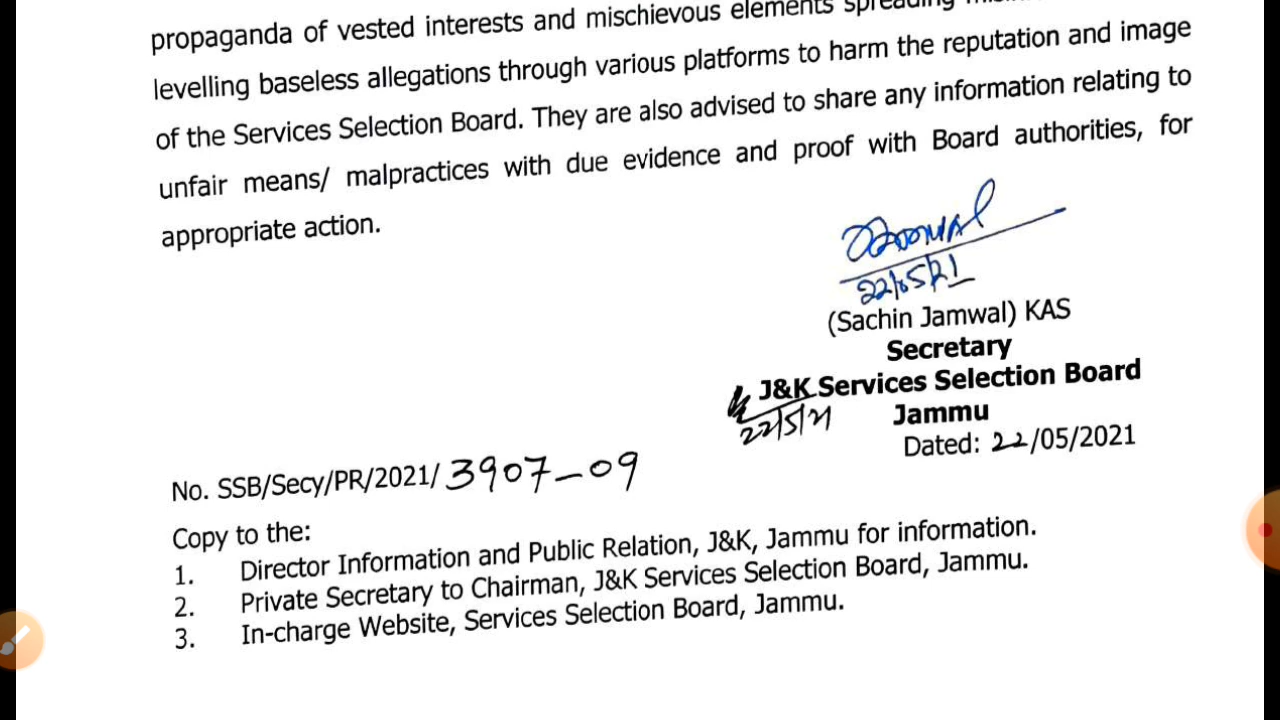 propaganda of vested interests and mischievous elements spreading
levelling baseless allegations through various platforms to harm the reputation and image
of the Services Selection Board. They are also advised to share any information relating to
unfair means/ malpractices with due evidence and proof with Board authorities, for
appropriate action.
22/05/21
(Sachin Jamwal) KAS
Secretary
J&K Services Selection Board
22/5/21
Jammu
Dated: 22/05/2021
No. SSB/Secy/PR/2021/ 3907-09
Copy to the:
1. Director Information and Public Relation, J&K, Jammu for information.
2. Private Secretary to Chairman, J&K Services Selection Board, Jammu.
3. In-charge Website, Services Selection Board, Jammu.